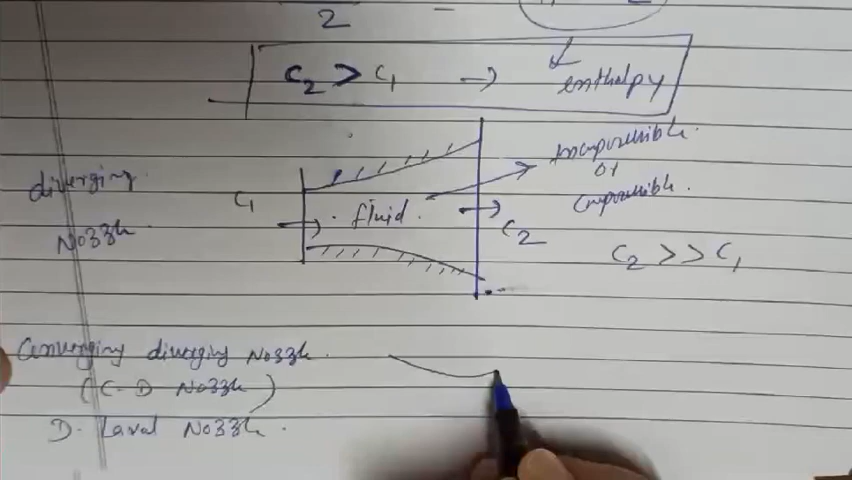 2 -
C2 > C1 → enthalpy
Incompressible
or
Compressible.
diverging
Nozzle
C1
fluid.
C2
C2 >> C1
Converging diverging Nozzle.
(C-D Nozzle)
D. Laval Nozzle.